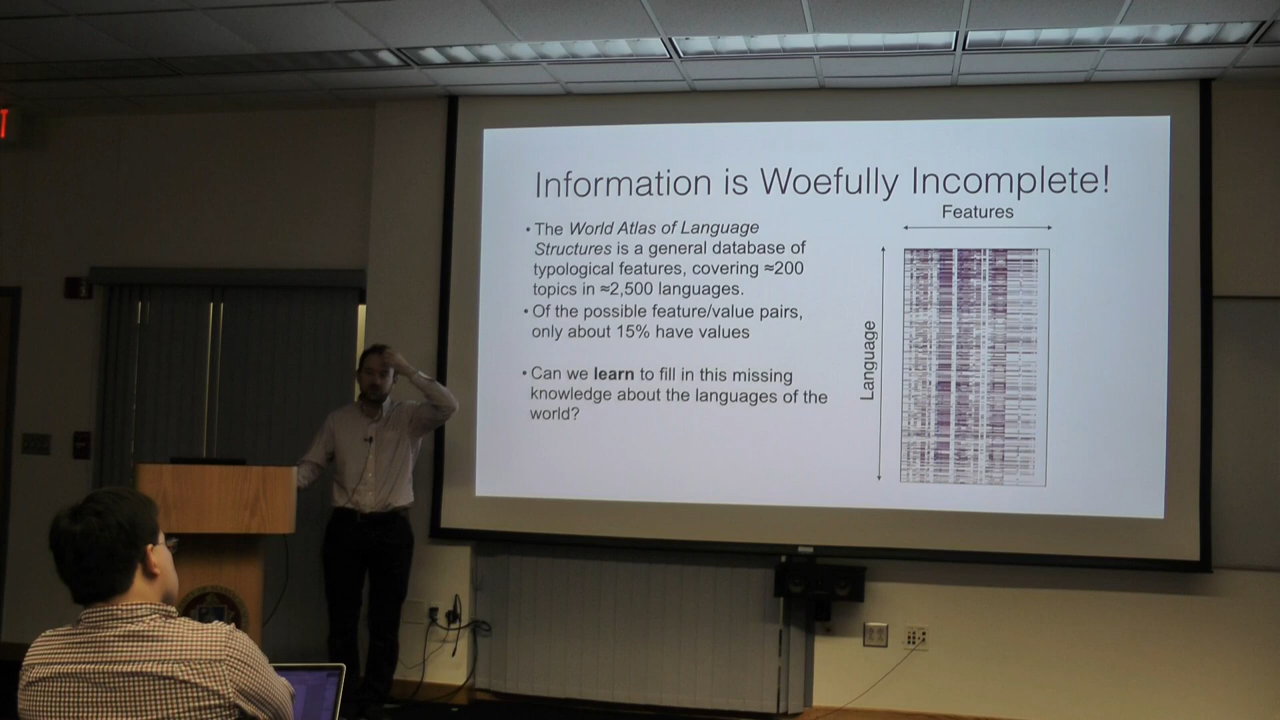 Information is Woefully Incomplete!
• The World Atlas of Language
Structures is a general database of
typological features, covering ≈200
topics in ≈2,500 languages.
• Of the possible feature/value pairs,
only about 15% have values
• Can we learn to fill in this missing
knowledge about the languages of the
world?
Features
Language